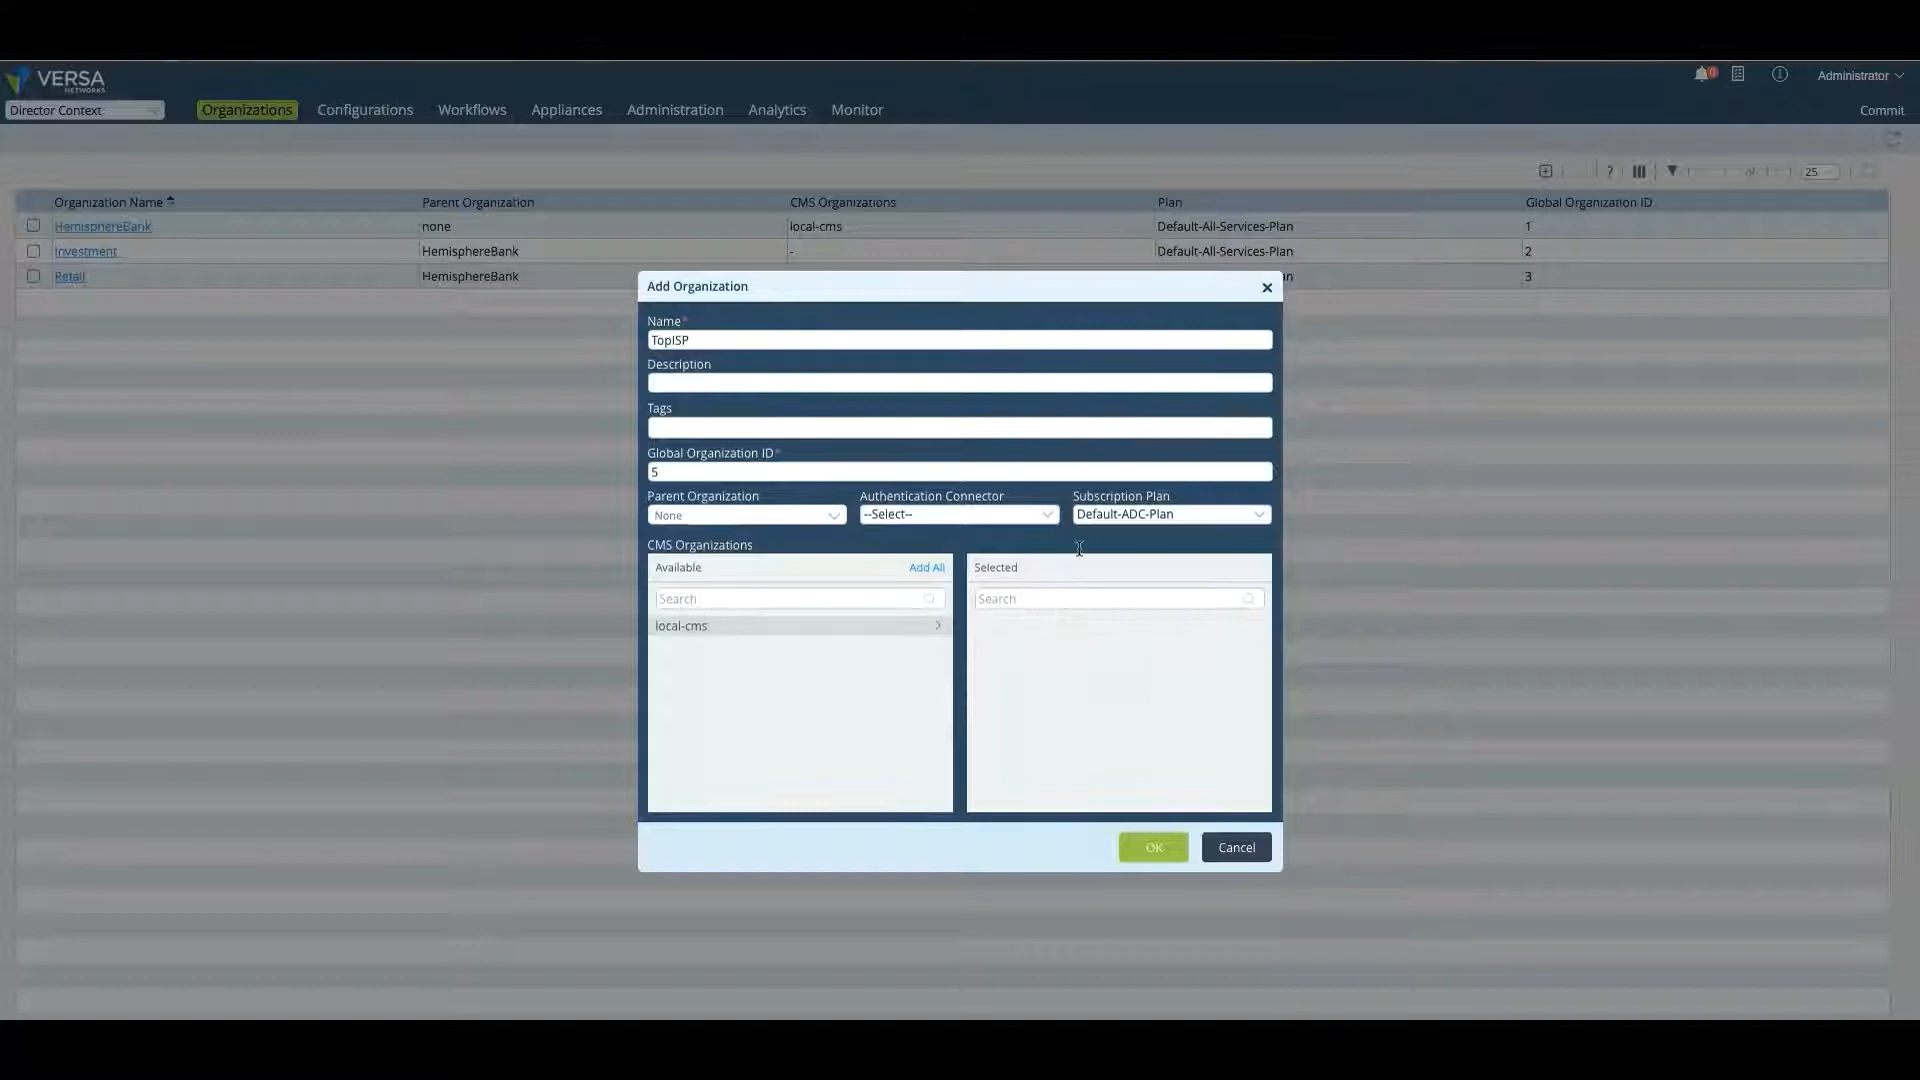 VERSA
NETWORKS
0
Administrator
Director Context
Organizations
Configurations
Workflows
Appliances
Administration
Analytics
Monitor
Commit
?
of
25
Organization Name
Parent Organization
CMS Organizations
Plan
Global Organization ID
HemisphereBank
none
local-cms
Default-All-Services-Plan
1
Investment
HemisphereBank
-
Default-All-Services-Plan
2
Retail
HemisphereBank
an
3
Add Organization
Name*
TopISP
Description
Tags
Global Organization ID*
5
Parent Organization
Authentication Connector
Subscription Plan
None
--Select--
Default-ADC-Plan
CMS Organizations
Available
Add All
Selected
Search
Search
local-cms
OK
Cancel